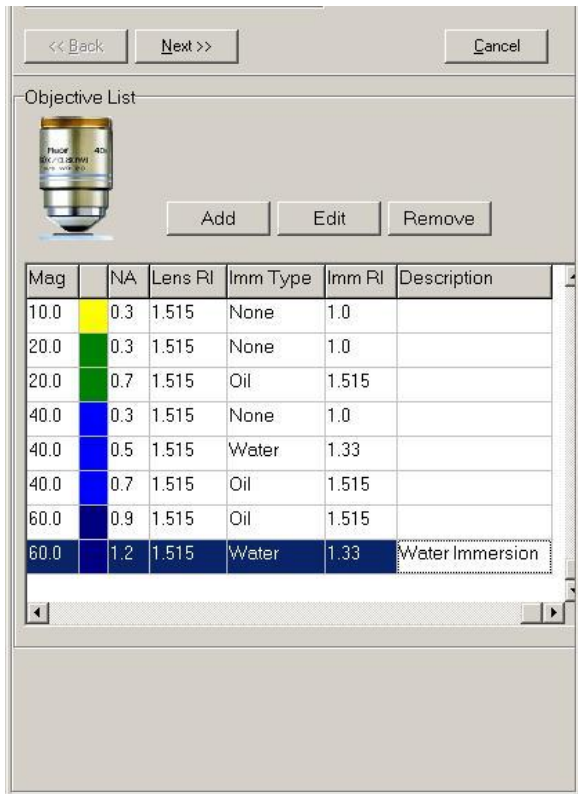 << Back Next >> Cancel
Objective List
Fluor 40x
Add Edit Remove
Mag NA Lens RI Imm Type Imm RI Description
10.0 0.3 1.515 None 1.0
20.0 0.3 1.515 None 1.0
20.0 0.7 1.515 Oil 1.515
40.0 0.3 1.515 None 1.0
40.0 0.5 1.515 Water 1.33
40.0 0.7 1.515 Oil 1.515
60.0 0.9 1.515 Oil 1.515
60.0 1.2 1.515 Water 1.33 Water Immersion